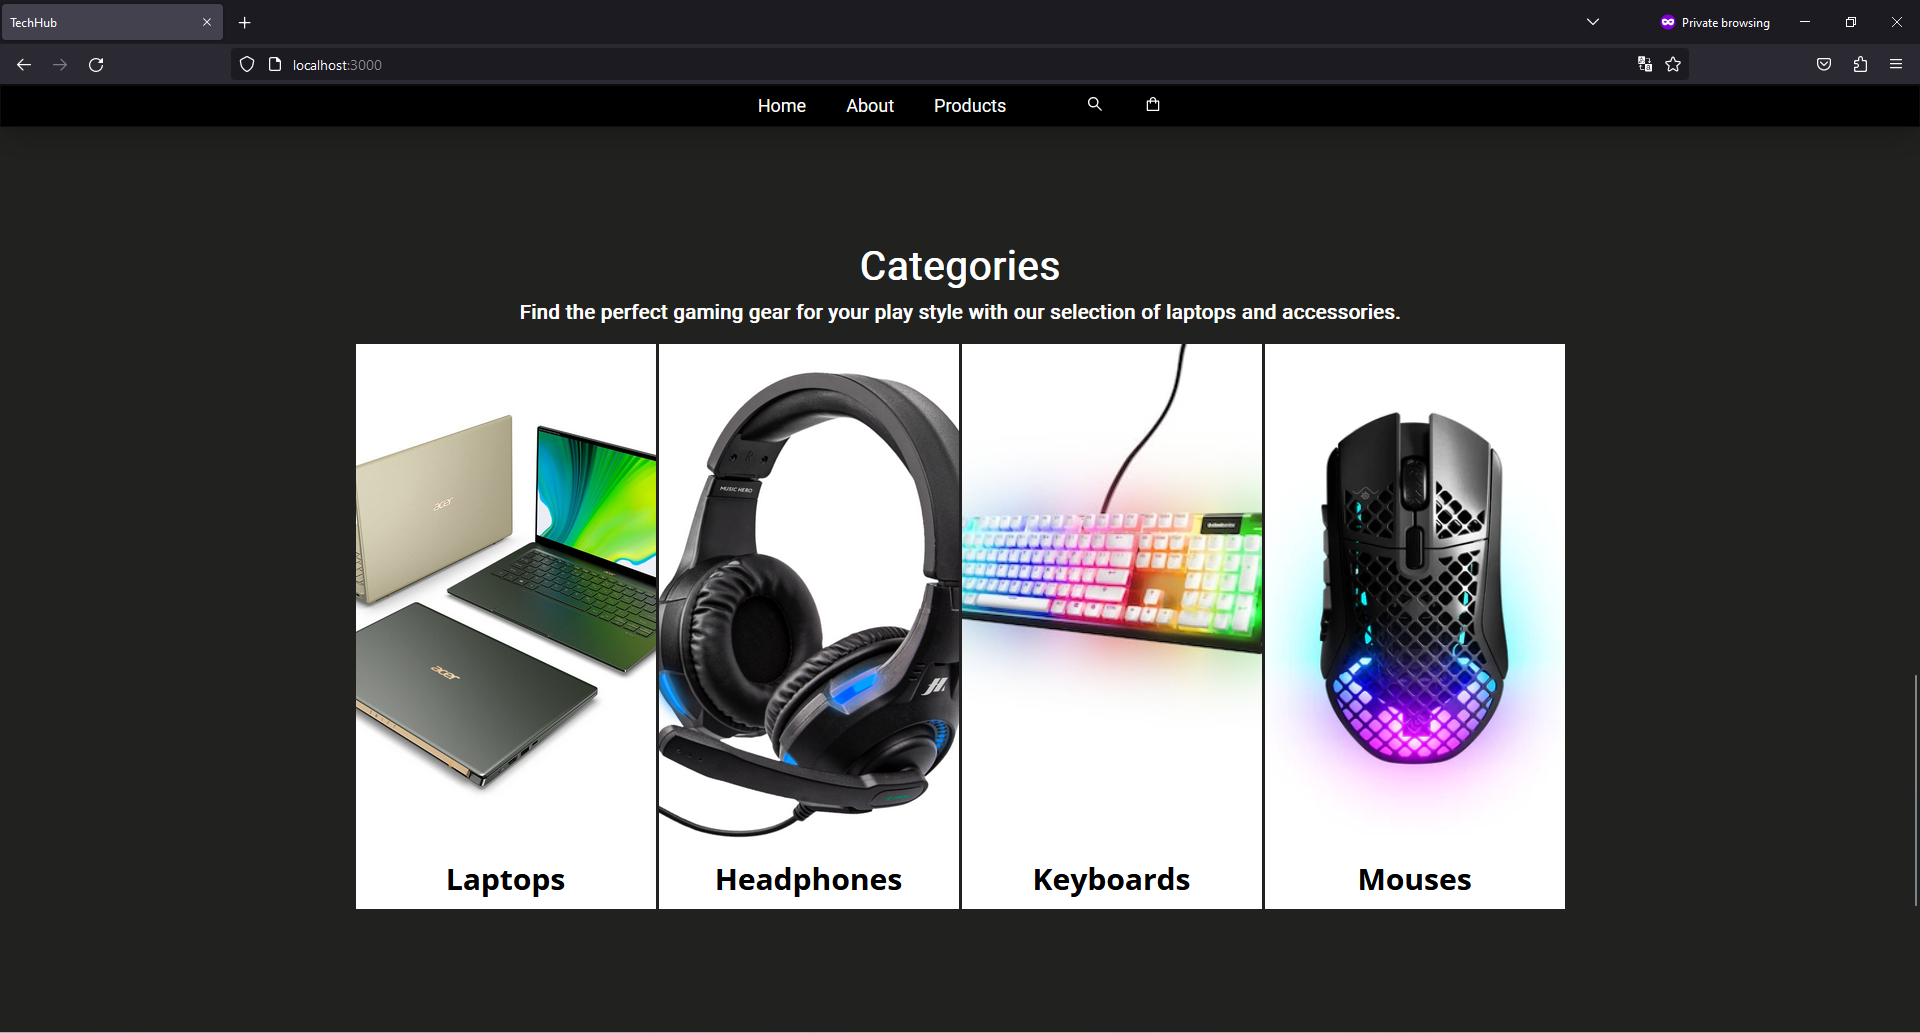 TechHub
Private browsing
localhost:3000
Home About Products
Categories
Find the perfect gaming gear for your play style with our selection of laptops and accessories.
acer
acer
MUSIC HERO
R
steelseries
Laptops Headphones Keyboards Mouses